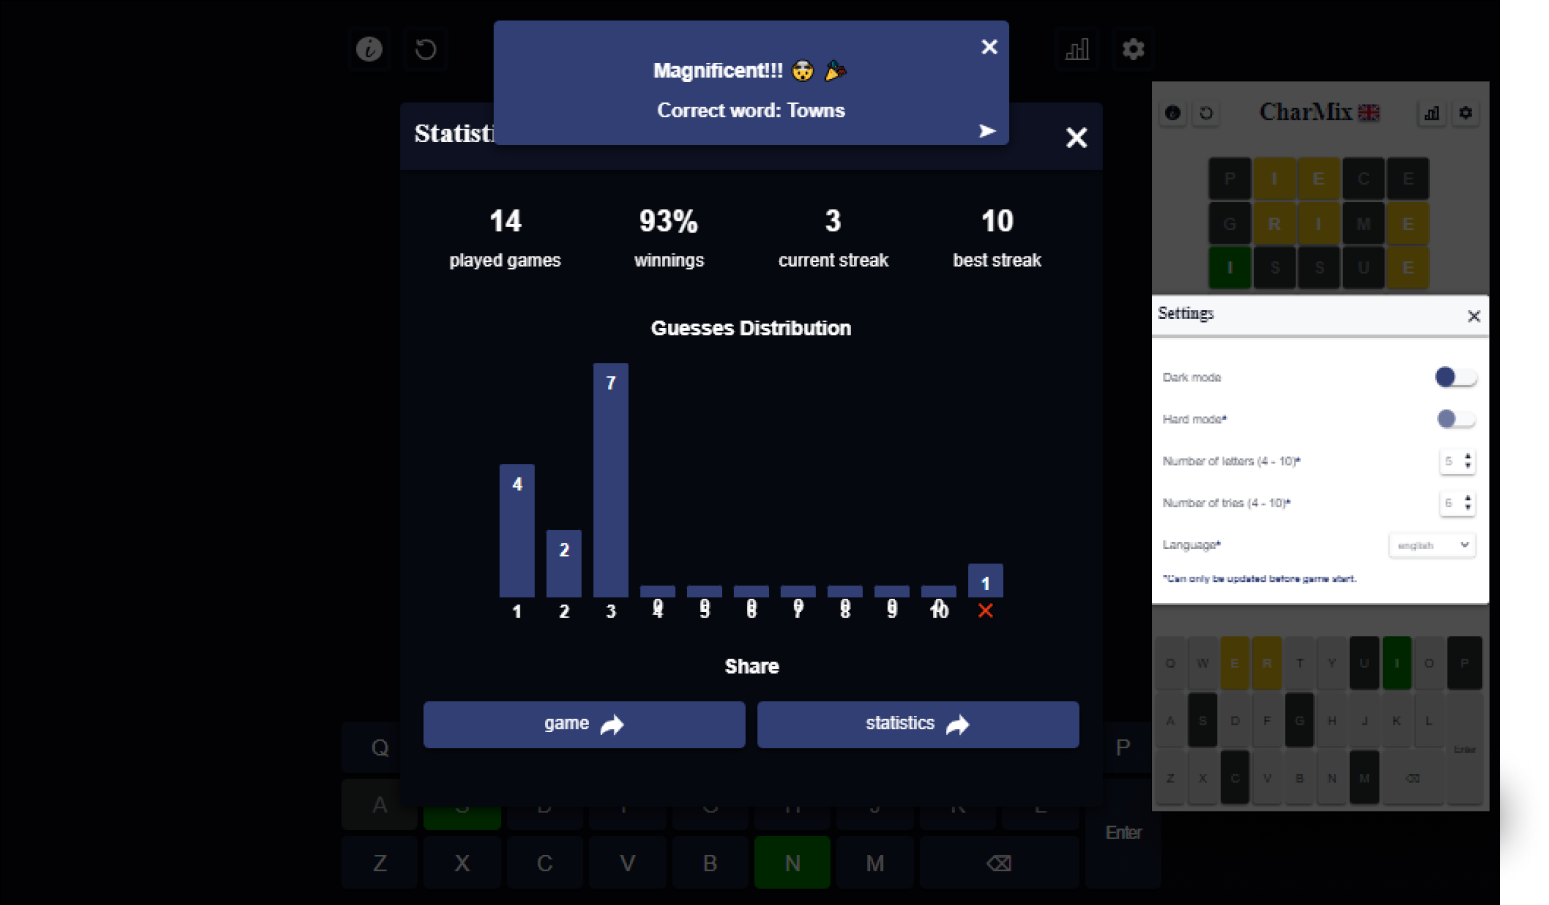 Magnificent!!!
Correct word: Towns
Statisti
14
93%
3
10
played games
winnings
current streak
best streak
Guesses Distribution
4
2
7
0
0
0
0
0
0
0
1
1
2
3
4
5
6
7
8
9
10
Share
game
statistics
Q
P
A
S
D
F
G
H
J
K
L
Enter
Z
X
C
V
B
N
M
CharMix
P I E C E
G R I M E
I S S U E
Settings
Dark mode
Hard mode*
Number of letters (4 - 10)*
5
Number of tries (4 - 10)*
6
Language*
english
*Can only be updated before game start.
Q W E R T Y U I O P
A S D F G H J K L
Enter
Z X C V B N M